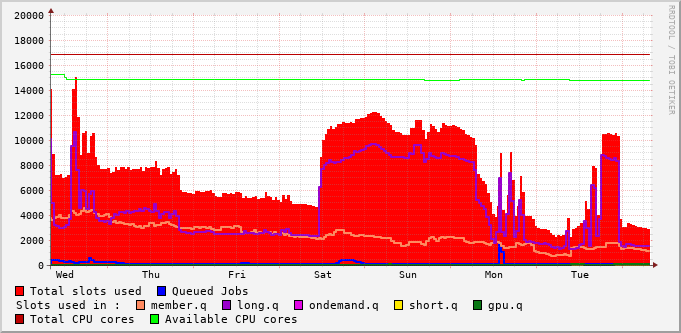 20000
18000
16000
14000
12000
10000
8000
6000
4000
2000
0
Wed Thu Fri Sat Sun Mon Tue
RRDTOOL / TOBI OETIKER
Total slots used Queued Jobs
Slots used in : member.q long.q ondemand.q short.q gpu.q
Total CPU cores Available CPU cores